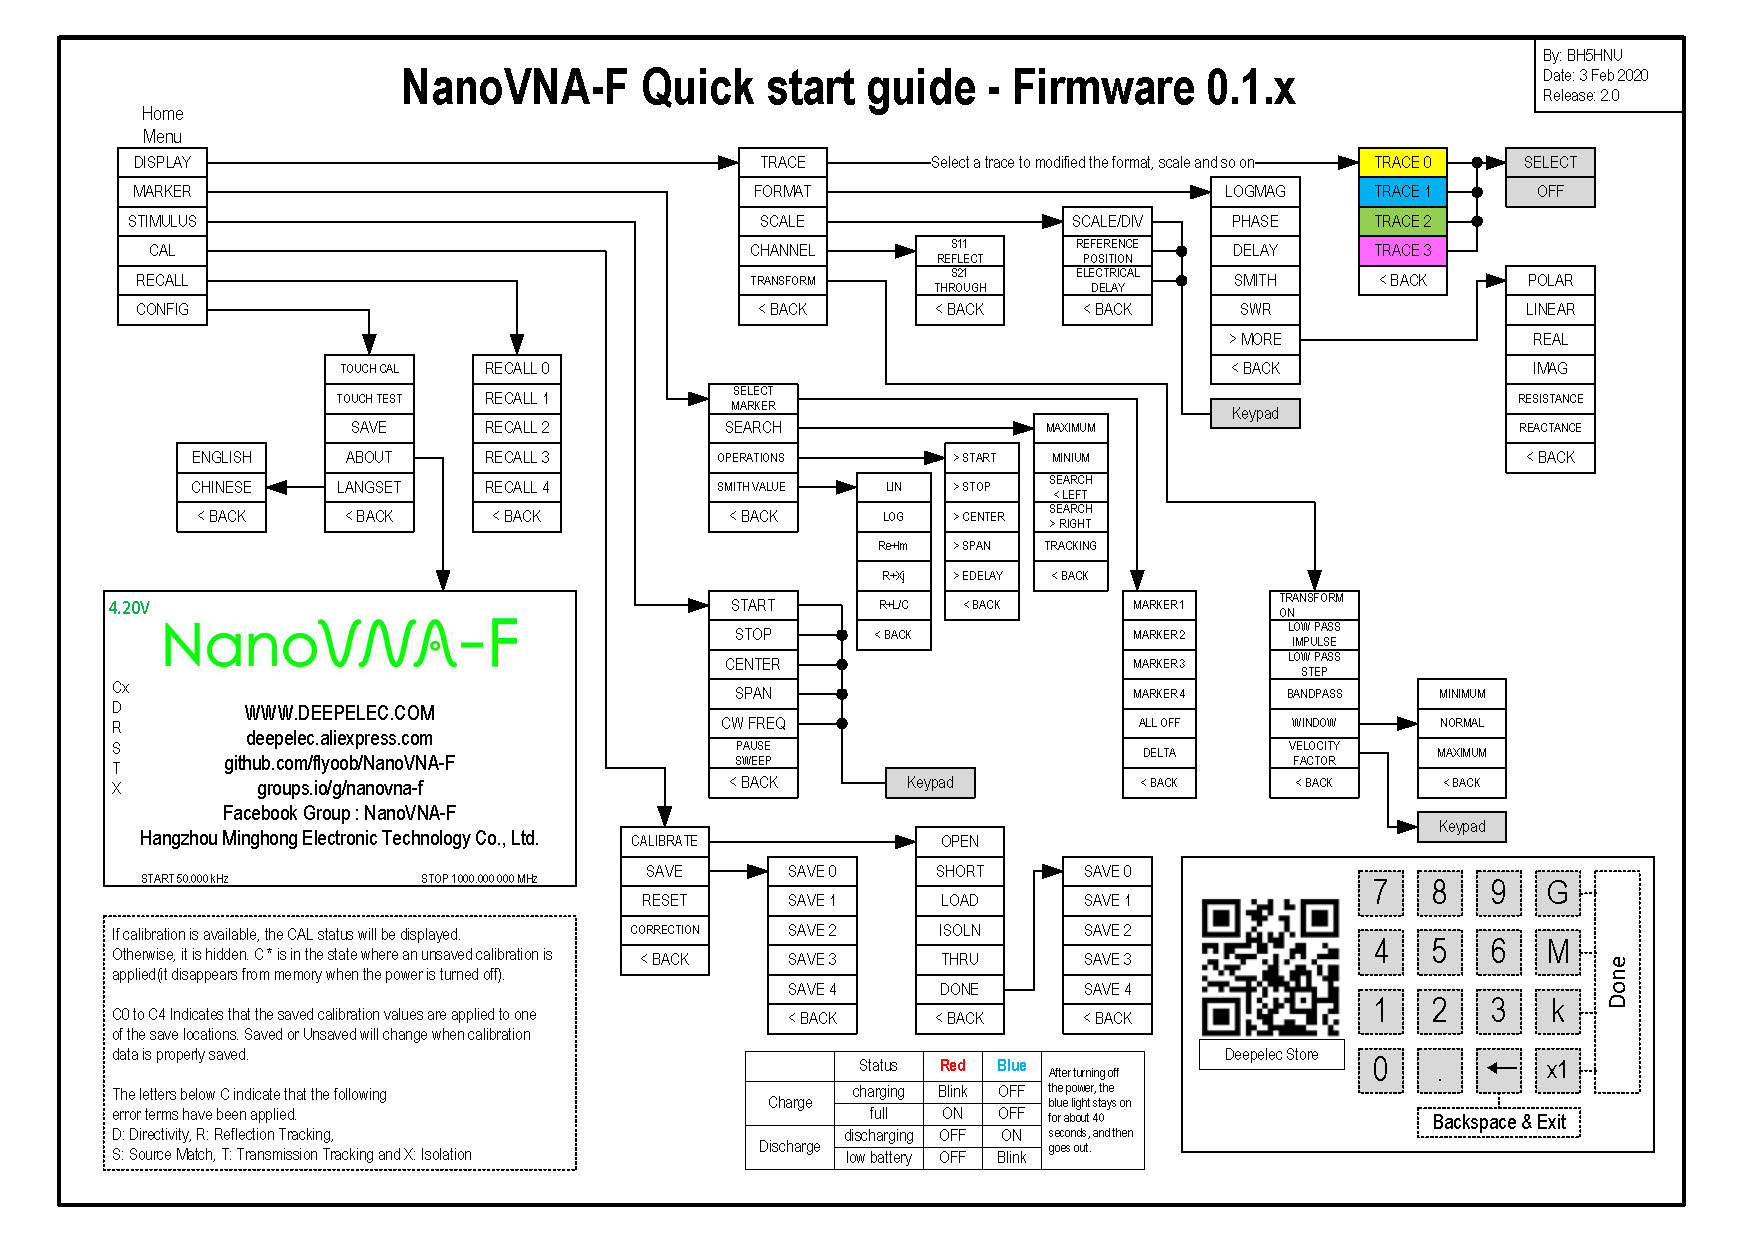 NanoVNA-F Quick start guide - Firmware 0.1.x
By: BH5HNU
Date: 3 Feb 2020
Release: 2.0
Home
Menu
DISPLAY
MARKER
STIMULUS
CAL
RECALL
CONFIG
TRACE
FORMAT
SCALE
CHANNEL
TRANSFORM
< BACK
Select a trace to modified the format, scale and so on
TRACE 0
TRACE 1
TRACE 2
TRACE 3
< BACK
SELECT
OFF
LOGMAG
PHASE
DELAY
SMITH
SWR
> MORE
< BACK
SCALE/DIV
REFERENCE
POSITION
ELECTRICAL
DELAY
< BACK
S11
REFLECT
S21
THROUGH
< BACK
Keypad
POLAR
LINEAR
REAL
IMAG
RESISTANCE
REACTANCE
< BACK
TOUCH CAL
TOUCH TEST
SAVE
ABOUT
LANGSET
< BACK
RECALL 0
RECALL 1
RECALL 2
RECALL 3
RECALL 4
< BACK
ENGLISH
CHINESE
< BACK
SELECT
MARKER
SEARCH
OPERATIONS
SMITH VALUE
< BACK
MAXIMUM
MINIUM
SEARCH
< LEFT
SEARCH
> RIGHT
TRACKING
< BACK
> START
> STOP
> CENTER
> SPAN
> EDELAY
< BACK
LIN
LOG
Re+Im
R+Xj
R+L/C
< BACK
START
STOP
CENTER
SPAN
CW FREQ
PAUSE
SWEEP
< BACK
Keypad
MARKER 1
MARKER 2
MARKER 3
MARKER 4
ALL OFF
DELTA
< BACK
TRANSFORM
ON
LOW PASS
IMPULSE
LOW PASS
STEP
BANDPASS
WINDOW
VELOCITY
FACTOR
< BACK
MINIMUM
NORMAL
MAXIMUM
< BACK
Keypad
4.20V
NanoVNA-F
Cx
D
R
S
T
X
WWW.DEEPELEC.COM
deepelec.aliexpress.com
github.com/flyoob/NanoVNA-F
groups.io/g/nanovna-f
Facebook Group : NanoVNA-F
Hangzhou Minghong Electronic Technology Co., Ltd.
START 50.000 kHz
STOP 1000.000 000 MHz
CALIBRATE
SAVE
RESET
CORRECTION
< BACK
SAVE 0
SAVE 1
SAVE 2
SAVE 3
SAVE 4
< BACK
OPEN
SHORT
LOAD
ISOLN
THRU
DONE
< BACK
SAVE 0
SAVE 1
SAVE 2
SAVE 3
SAVE 4
< BACK
If calibration is available, the CAL status will be displayed.
Otherwise, it is hidden. C * is in the state where an unsaved calibration is
applied(it disappears from memory when the power is turned off).
C0 to C4 Indicates that the saved calibration values are applied to one
of the save locations. Saved or Unsaved will change when calibration
data is properly saved.
The letters below C indicate that the following
error terms have been applied.
D: Directivity, R: Reflection Tracking,
S: Source Match, T: Transmission Tracking and X: Isolation
Status Red Blue
Charge
charging Blink OFF
full ON OFF
Discharge
discharging OFF ON
low battery OFF Blink
After turning off
the power, the
blue light stays on
for about 40
seconds, and then
goes out.
Deepelec Store
7 8 9 G
4 5 6 M
1 2 3 k
0 . ← x1
Done
Backspace & Exit